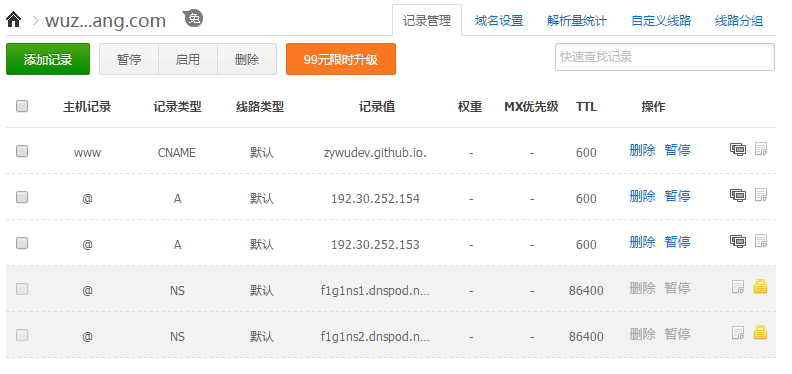 wuz...ang.com 免 记录管理 域名设置 解析量统计 自定义线路 线路分组
添加记录 暂停 启用 删除 99元限时升级 快速查找记录
主机记录 记录类型 线路类型 记录值 权重 MX优先级 TTL 操作
www CNAME 默认 zywudev.github.io. - - 600 删除 暂停
@ A 默认 192.30.252.154 - - 600 删除 暂停
@ A 默认 192.30.252.153 - - 600 删除 暂停
@ NS 默认 f1g1ns1.dnspod.n... - - 86400 删除 暂停
@ NS 默认 f1g1ns2.dnspod.n... - - 86400 删除 暂停